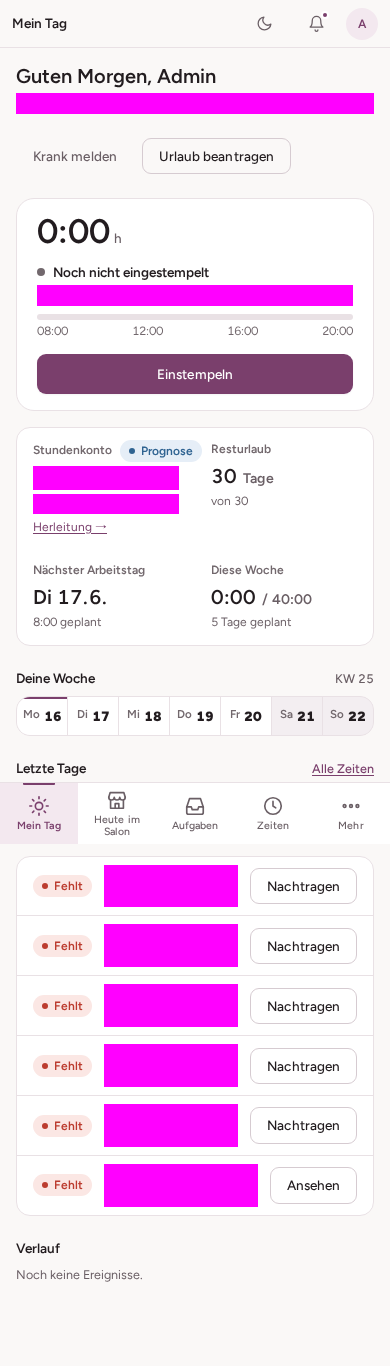 Mein Tag
A
Guten Morgen, Admin
Krank melden
Urlaub beantragen
0:00 h
Noch nicht eingestempelt
08:00 12:00 16:00 20:00
Einstempeln
Stundenkonto Prognose
Herleitung →
Resturlaub
30 Tage
von 30
Nächster Arbeitstag
Di 17.6.
8:00 geplant
Diese Woche
0:00 / 40:00
5 Tage geplant
Deine Woche KW 25
Mo 16 Di 17 Mi 18 Do 19 Fr 20 Sa 21 So 22
Letzte Tage Alle Zeiten
Mein Tag
Heute im
Salon
Aufgaben
Zeiten
Mehr
Fehlt Nachtragen
Fehlt Nachtragen
Fehlt Nachtragen
Fehlt Nachtragen
Fehlt Nachtragen
Fehlt Ansehen
Verlauf
Noch keine Ereignisse.